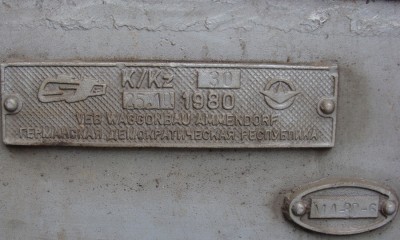 К/К2 30
1980
VEB WAGGONBAU AMMENDORF
ГЕРМАНСКАЯ ДЕМОКРАТИЧЕСКАЯ РЕСПУБЛИКА